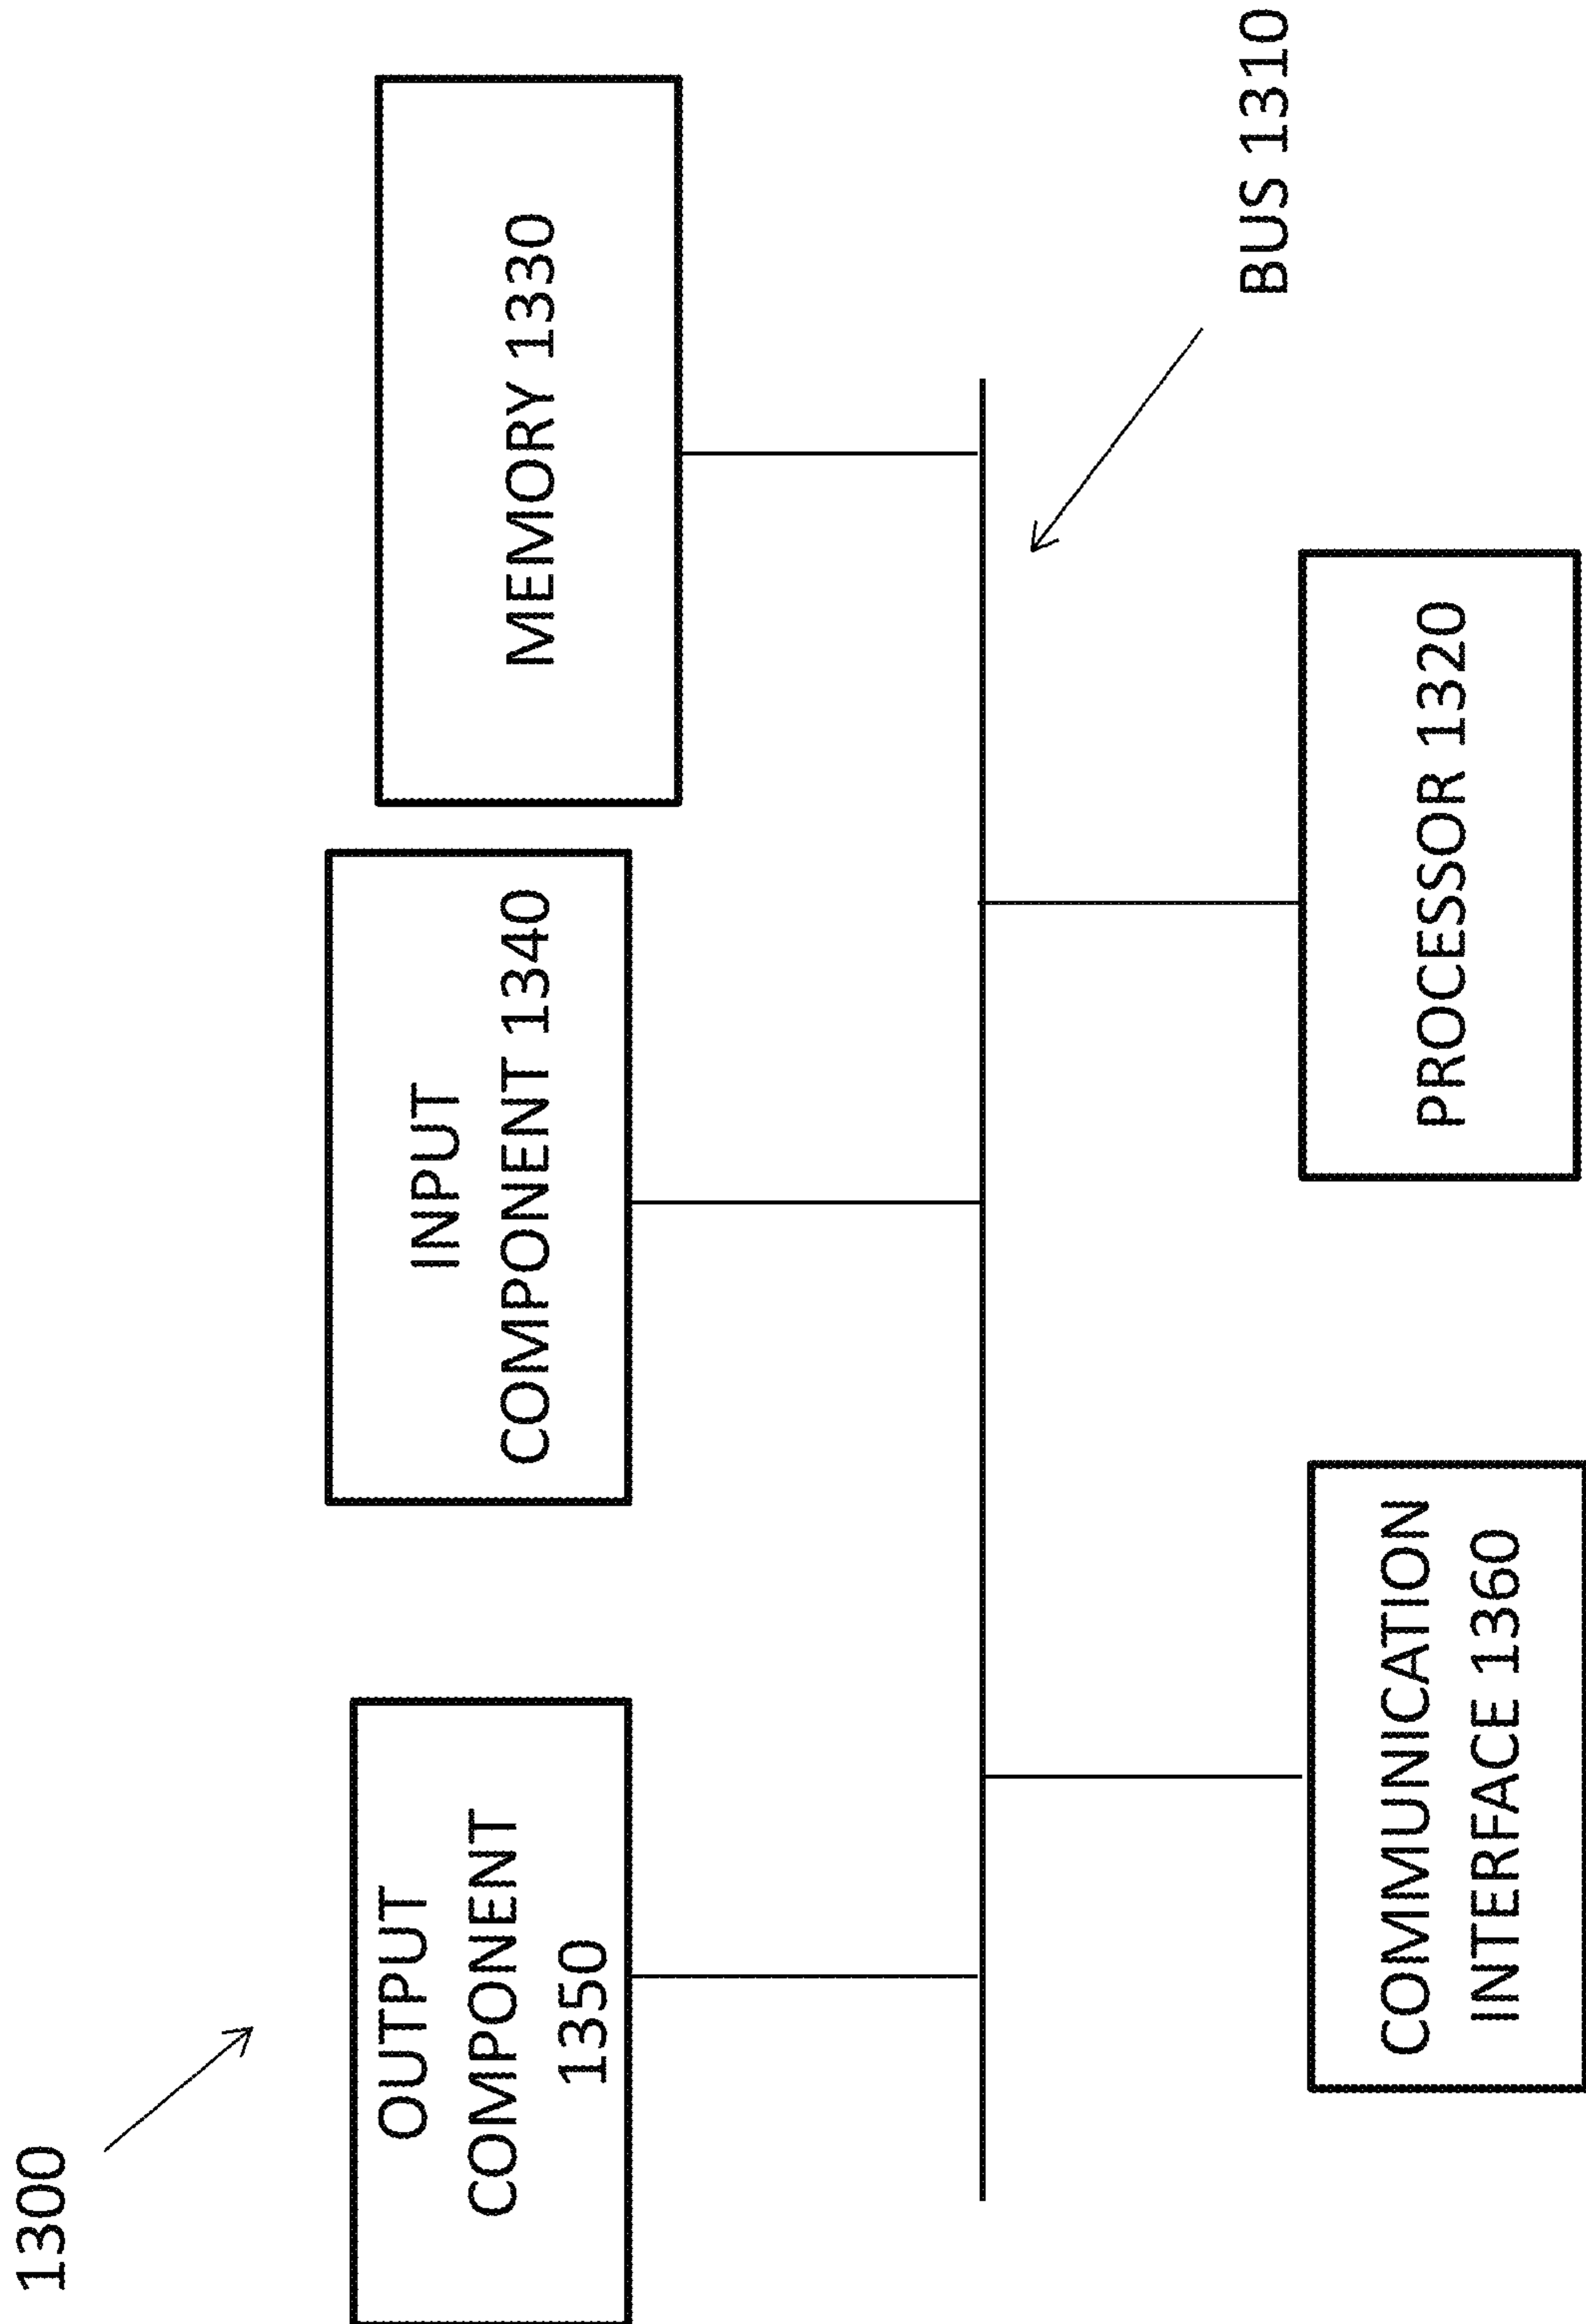 1300
OUTPUT
COMPONENT
1350
INPUT
COMPONENT 1340
MEMORY 1330
BUS 1310
COMMUNICATION
INTERFACE 1360
PROCESSOR 1320